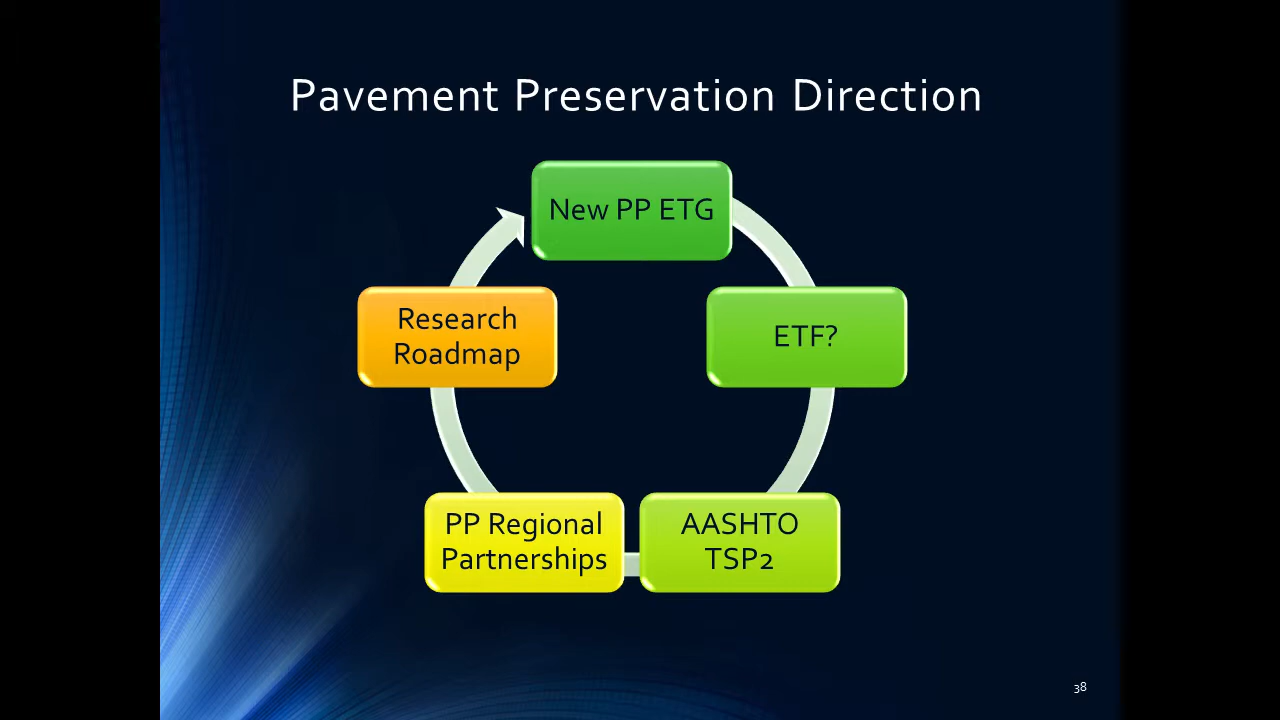 Pavement Preservation Direction
New PP ETG
ETF?
AASHTO
TSP2
PP Regional
Partnerships
Research
Roadmap
38